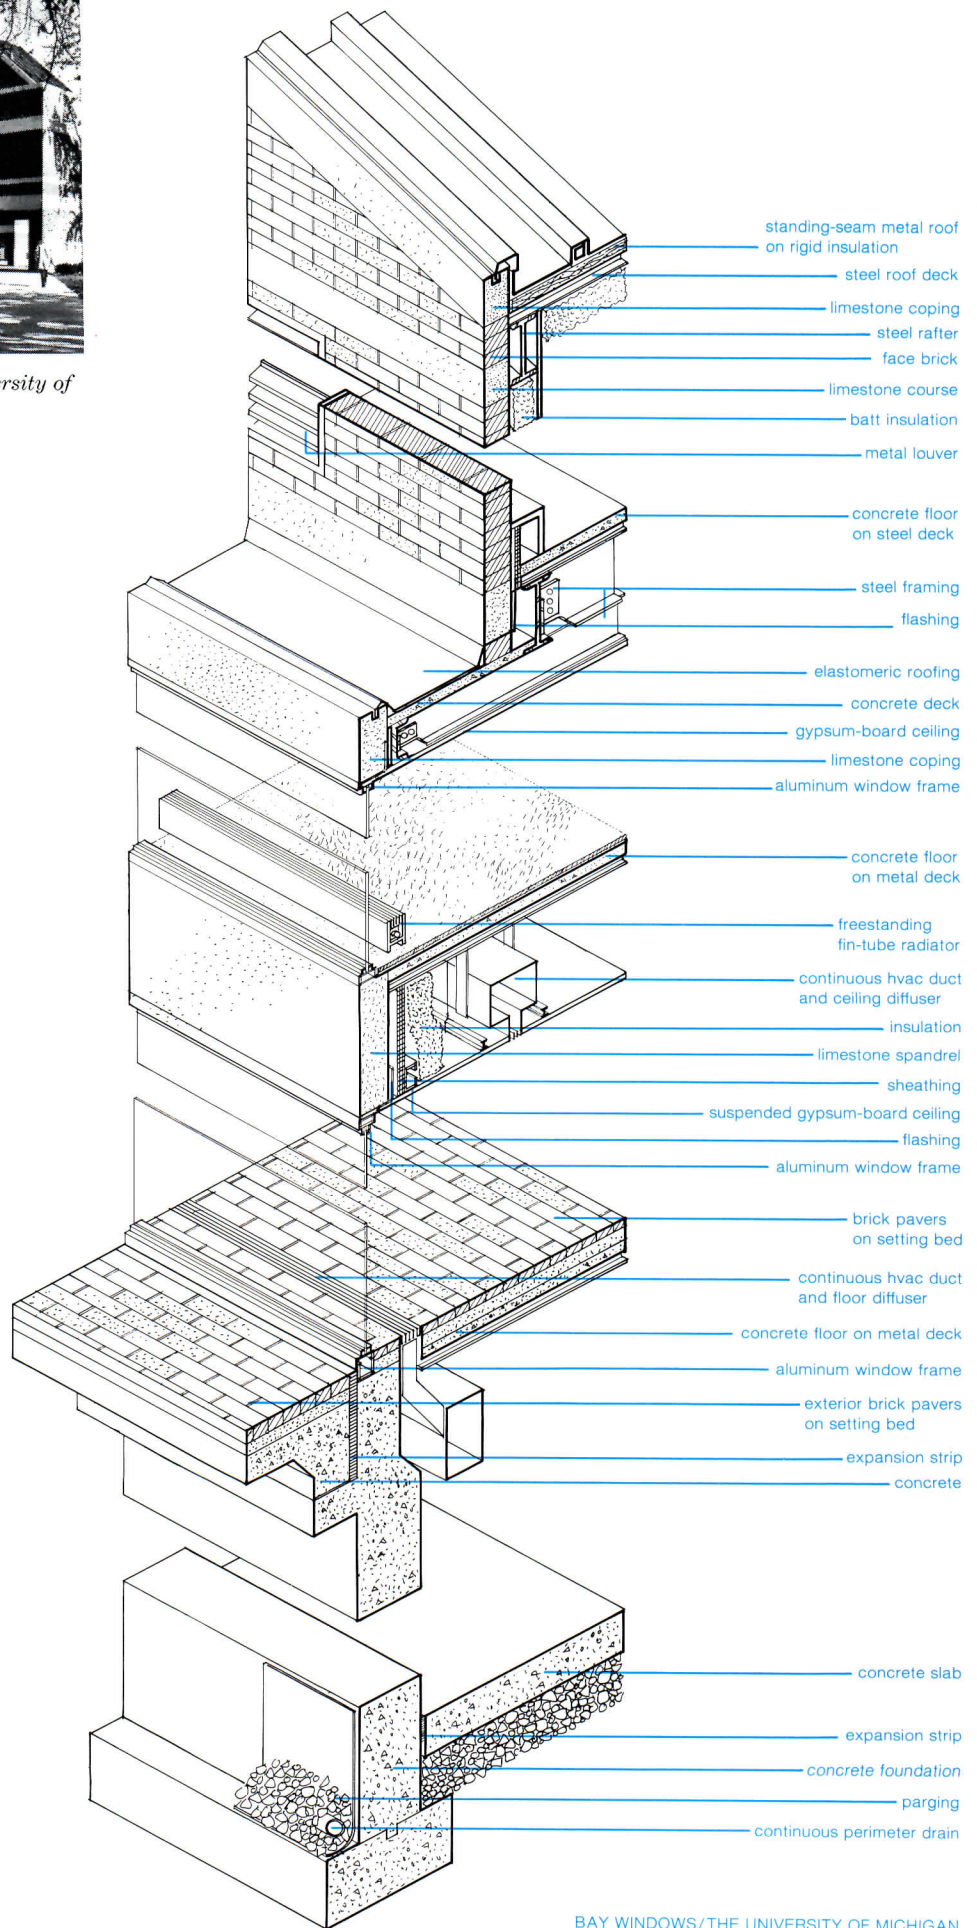 ersity of
standing-seam metal roof
on rigid insulation
steel roof deck
limestone coping
steel rafter
face brick
limestone course
batt insulation
metal louver
concrete floor
on steel deck
steel framing
flashing
elastomeric roofing
concrete deck
gypsum-board ceiling
limestone coping
aluminum window frame
concrete floor
on metal deck
freestanding
fin-tube radiator
continuous hvac duct
and ceiling diffuser
insulation
limestone spandrel
sheathing
suspended gypsum-board ceiling
flashing
aluminum window frame
brick pavers
on setting bed
continuous hvac duct
and floor diffuser
concrete floor on metal deck
aluminum window frame
exterior brick pavers
on setting bed
expansion strip
concrete
concrete slab
expansion strip
concrete foundation
parging
continuous perimeter drain
BAY WINDOWS/THE UNIVERSITY OF MICHIGAN